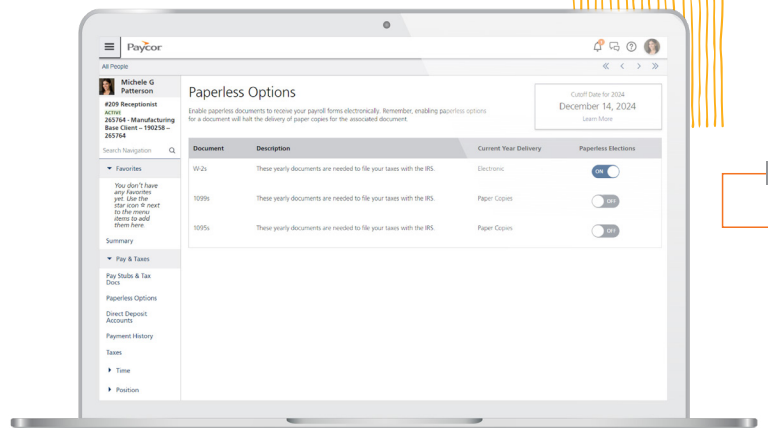 Paycor
All People
Michele G
Patterson
#209 Receptionist
ACTIVE
265764 - Manufacturing
Base Client – 190258 –
265764
Search Navigation
Favorites
You don't have
any Favorites
yet. Use the
star icon ☆ next
to the menu
items to add
them here.
Summary
Pay & Taxes
Pay Stubs & Tax
Docs
Paperless Options
Direct Deposit
Accounts
Payment History
Taxes
Time
Position
Paperless Options
Enable paperless documents to receive your payroll forms electronically. Remember, enabling paperless options
for a document will halt the delivery of paper copies for the associated document
Cutoff Date for 2024
December 14, 2024
Learn More
Document Description Current Year Delivery Paperless Elections
W-2s These yearly documents are needed to file your taxes with the IRS. Electronic ON
1099s These yearly documents are needed to file your taxes with the IRS. Paper Copies OFF
1095s These yearly documents are needed to file your taxes with the IRS. Paper Copies OFF